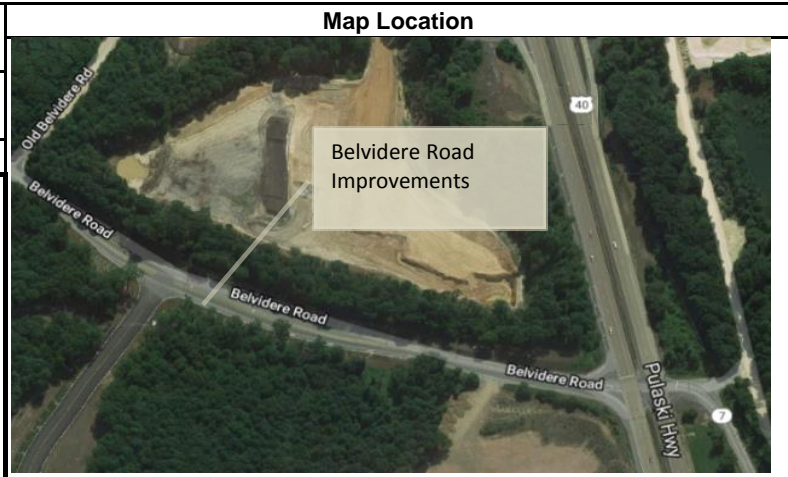 Map Location
Old Belvidere Rd
40
Belvidere Road
Improvements
Belvidere Road
Belvidere Road
Belvidere Road
Pulaski Hwy
7